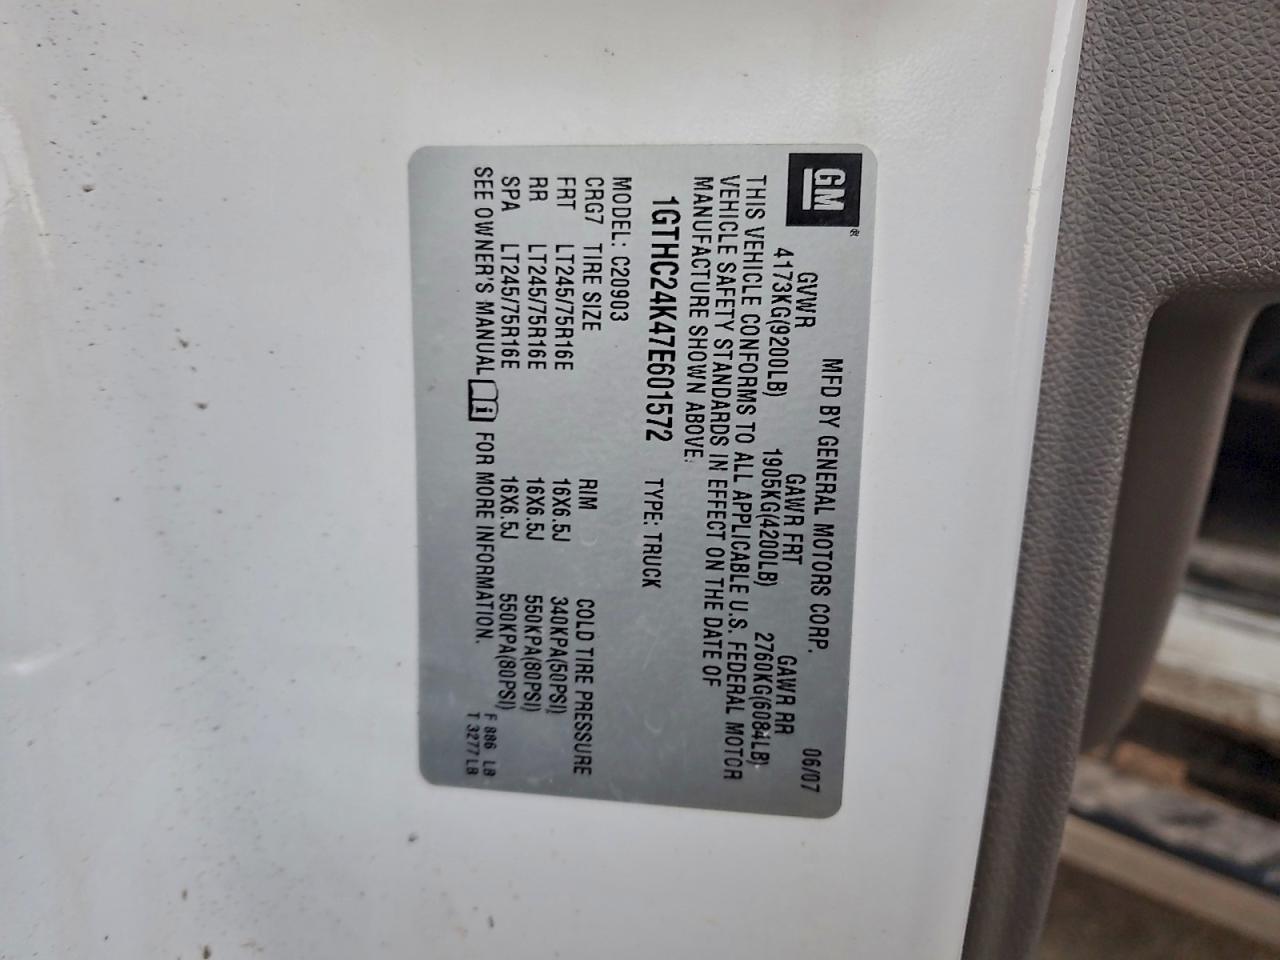 GM
MFD BY GENERAL MOTORS CORP. 06/07
GVWR GAWR FRT GAWR RR
4173KG(9200LB) 1905KG(4200LB) 2760KG(6084LB)
THIS VEHICLE CONFORMS TO ALL APPLICABLE U.S. FEDERAL MOTOR
VEHICLE SAFETY STANDARDS IN EFFECT ON THE DATE OF
MANUFACTURE SHOWN ABOVE.
1GTHC24K47E601572 TYPE: TRUCK
MODEL: C20903
CRG7 TIRE SIZE RIM COLD TIRE PRESSURE
FRT LT245/75R16E 16X6.5J 340KPA(50PSI)
RR LT245/75R16E 16X6.5J 550KPA(80PSI)
SPA LT245/75R16E 16X6.5J 550KPA(80PSI)
SEE OWNER'S MANUAL i FOR MORE INFORMATION.
F 886 LB
T 3277LB